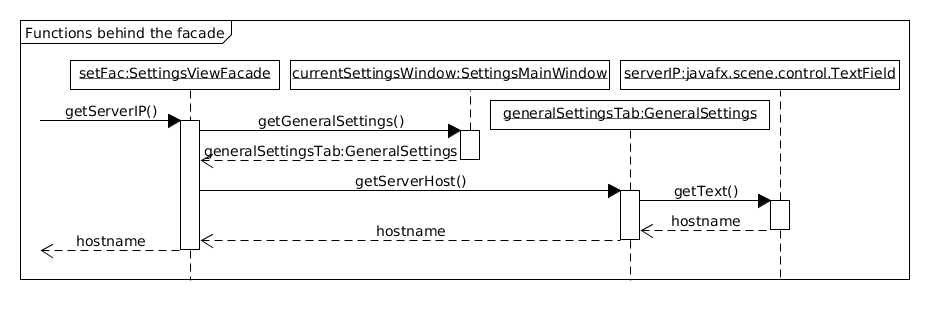 Functions behind the facade
setFac:SettingsViewFacade
currentSettingsWindow:SettingsMainWindow
serverIP:javafx.scene.control.TextField
generalSettingsTab:GeneralSettings
getServerIP()
getGeneralSettings()
generalSettingsTab:GeneralSettings
getServerHost()
getText()
hostname
hostname
hostname